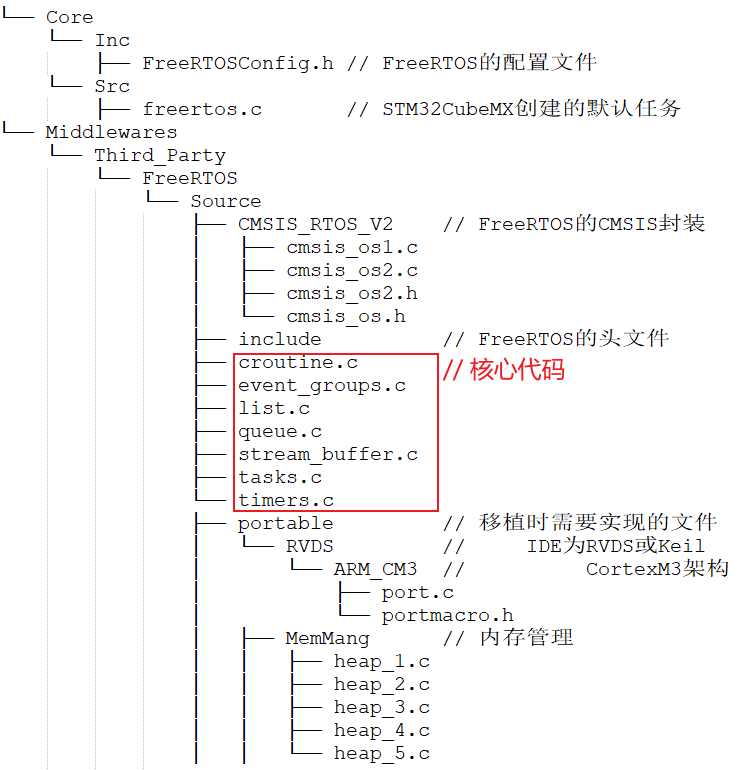 └── Core
    └── Inc
        ├── FreeRTOSConfig.h // FreeRTOS的配置文件
    └── Src
        ├── freertos.c       // STM32CubeMX创建的默认任务
└── Middlewares
    └── Third_Party
        └── FreeRTOS
            └── Source
                ├── CMSIS_RTOS_V2    // FreeRTOS的CMSIS封装
                │   ├── cmsis_os1.c
                │   ├── cmsis_os2.c
                │   ├── cmsis_os2.h
                │   └── cmsis_os.h
                ├── include          // FreeRTOS的头文件
                ├── croutine.c       // 核心代码
                ├── event_groups.c
                ├── list.c
                ├── queue.c
                ├── stream_buffer.c
                ├── tasks.c
                └── timers.c
                ├── portable         // 移植时需要实现的文件
                │   └── RVDS         //     IDE为RVDS或Keil
                │       └── ARM_CM3  //         CortexM3架构
                │           ├── port.c
                │           └── portmacro.h
                │   ├── MemMang      // 内存管理
                │   │   ├── heap_1.c
                │   │   ├── heap_2.c
                │   │   ├── heap_3.c
                │   │   ├── heap_4.c
                │   │   └── heap_5.c